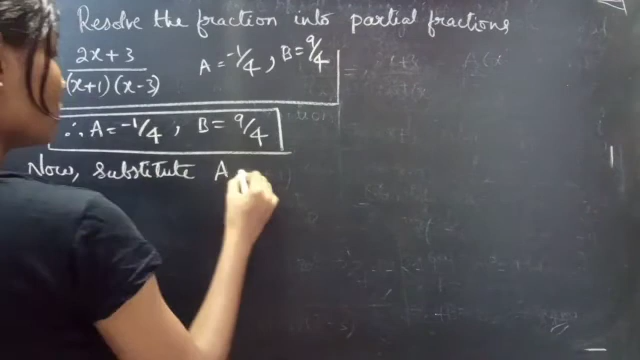 Resolve the fraction into partial fractions
2x+3 / (x+1)(x-3) A=-1/4, B=9/4
∴ A=-1/4, B=9/4
Now, substitute A